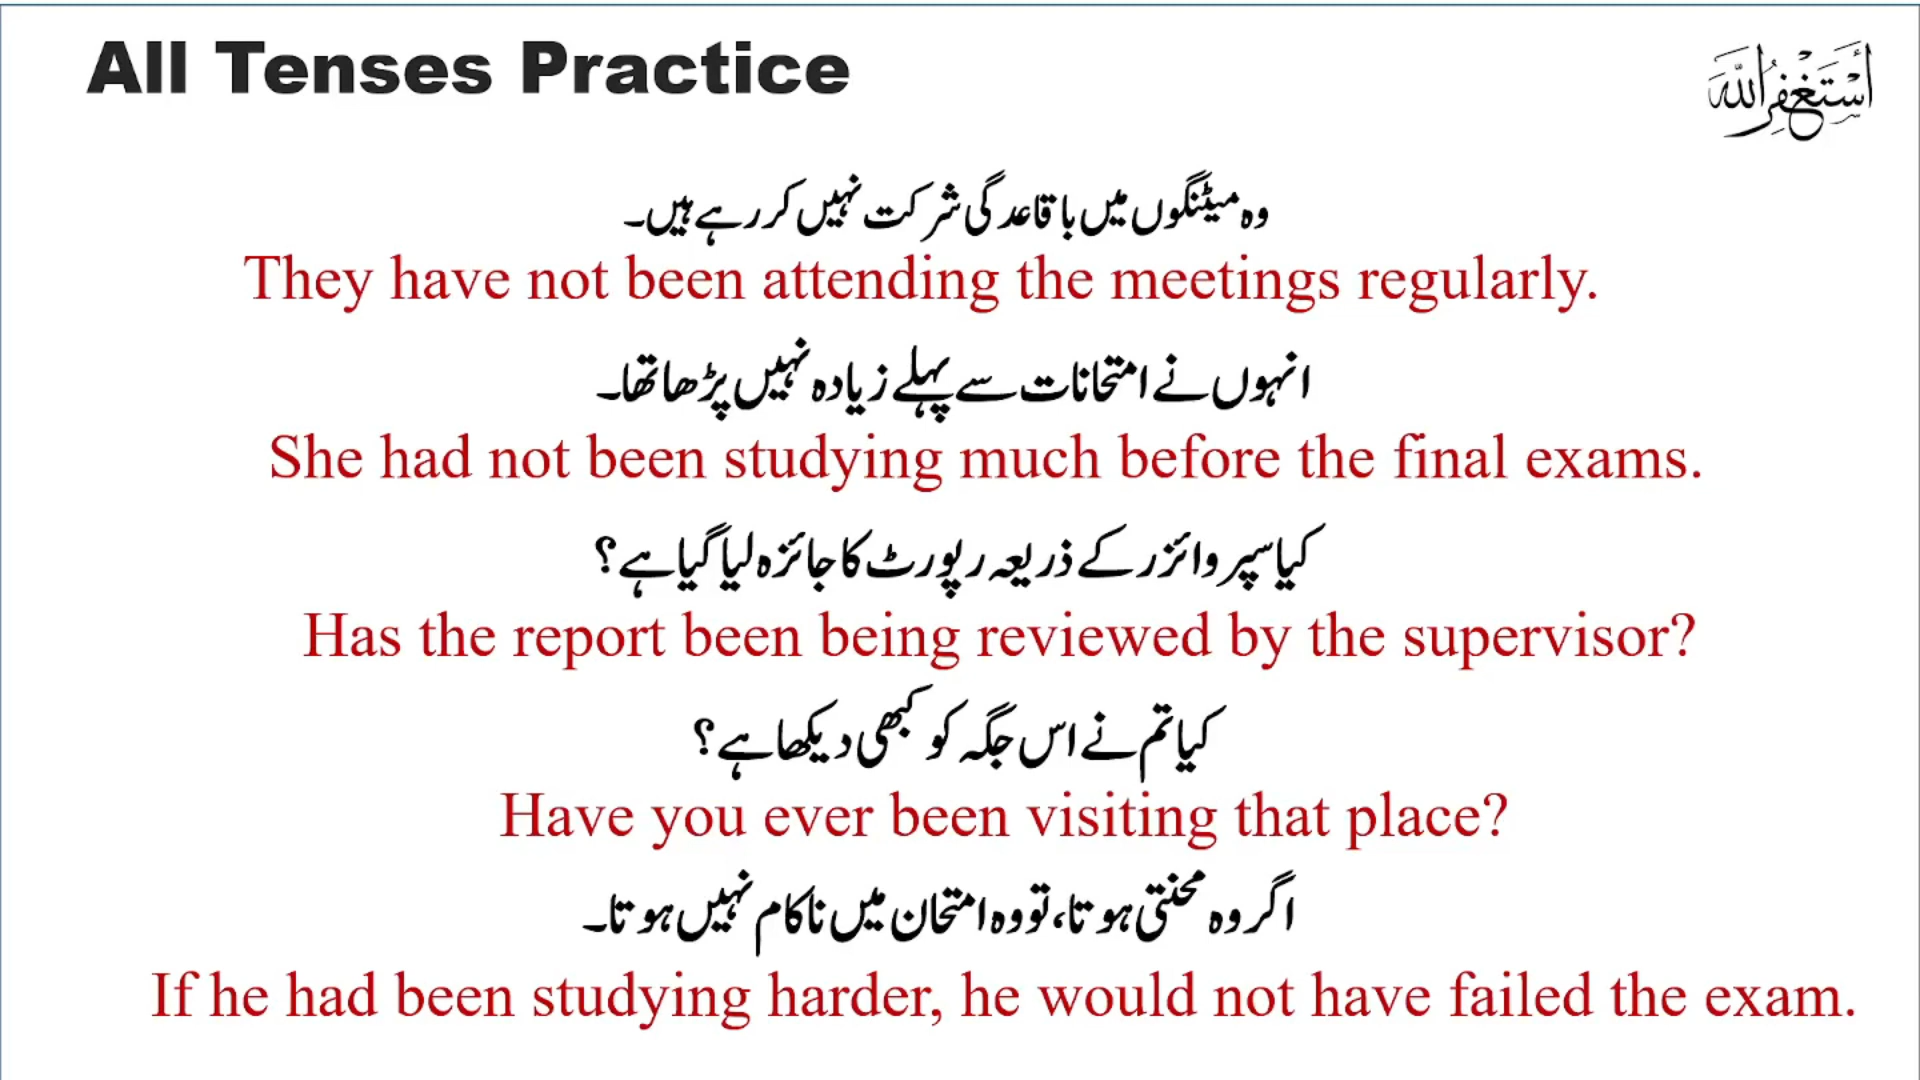 All Tenses Practice
أَسْتَغْفِرُ اللّٰه
وہ میٹنگوں میں باقاعدگی شرکت نہیں کر رہے ہیں۔
They have not been attending the meetings regularly.
انہوں نے امتحانات سے پہلے زیادہ نہیں پڑھا تھا۔
She had not been studying much before the final exams.
کیا سپروائزر کے ذریعہ رپورٹ کا جائزہ لیا گیا ہے؟
Has the report been being reviewed by the supervisor?
کیا تم نے اس جگہ کو کبھی دیکھا ہے؟
Have you ever been visiting that place?
اگر وہ محنتی ہوتا، تو وہ امتحان میں ناکام نہیں ہوتا۔
If he had been studying harder, he would not have failed the exam.